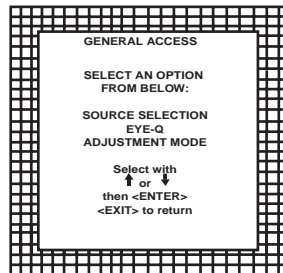 GENERAL ACCESS
SELECT AN OPTION
FROM BELOW:
SOURCE SELECTION
EYE-Q
ADJUSTMENT MODE
Select with
↑ or ↓
then <ENTER>
<EXIT> to return